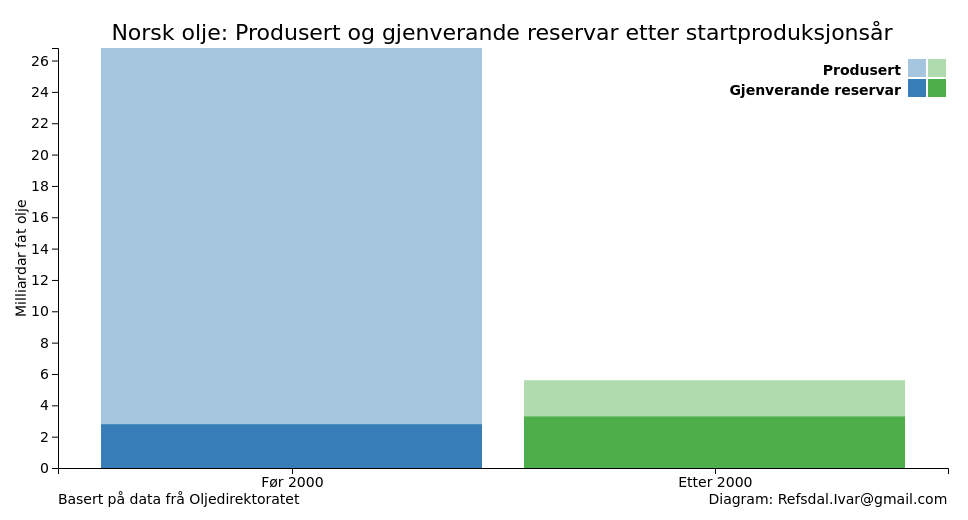 Norsk olje: Produsert og gjenverande reservar etter startproduksjonsår
Produsert
Gjenverande reservar
Milliardar fat olje
26
24
22
20
18
16
14
12
10
8
6
4
2
0
Før 2000
Etter 2000
Basert på data frå Oljedirektoratet
Diagram: Refsdal.Ivar@gmail.com